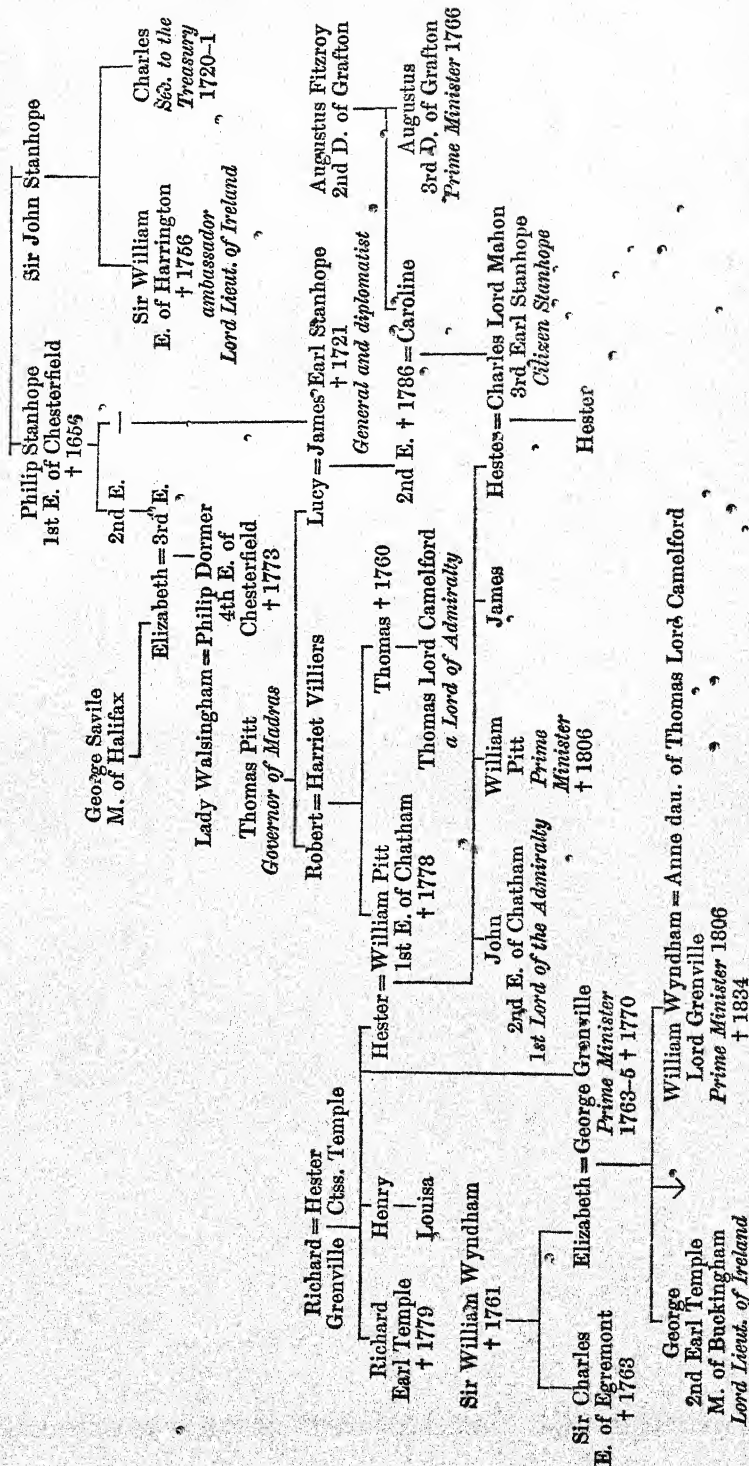 Philip Stanhope
1st E. of Chesterfield
† 1656
Sir John Stanhope
2nd E.
—
Sir William
E. of Harrington
† 1756
ambassador
Lord Lieut. of Ireland
Charles
Sec. to the
Treasury
1720-1
George Savile
M. of Halifax
Elizabeth = 3rd E.
Lady Walsingham = Philip Dormer
4th E. of
Chesterfield
† 1773
Thomas Pitt
Governor of Madras
Robert = Harriet Villiers
Lucy = James Earl Stanhope
† 1721
General and diplomatist
Augustus Fitzroy
2nd D. of Grafton
2nd E. † 1786 = Caroline
Augustus
3rd D. of Grafton
Prime Minister 1766
Richard = Hester
Grenville Ctss. Temple
Hester = William Pitt
1st E. of Chatham
† 1778
Thomas † 1760
Thomas Lord Camelford
a Lord of Admiralty
Richard
Earl Temple
† 1779
Henry
Louisa
John
2nd E. of Chatham
1st Lord of the Admiralty
William
Pitt Prime
Minister
† 1806
James
Hester = Charles Lord Mahon
3rd Earl Stanhope
Citizen Stanhope
Hester
Sir William Wyndham
† 1761
Sir Charles
E. of Egremont
† 1763
Elizabeth = George Grenville
Prime Minister
1763-5 † 1770
George
2nd Earl Temple
M. of Buckingham
Lord Lieut. of Ireland
William Wyndham = Anne dau. of Thomas Lord Camelford
Lord Grenville
Prime Minister 1806
† 1834